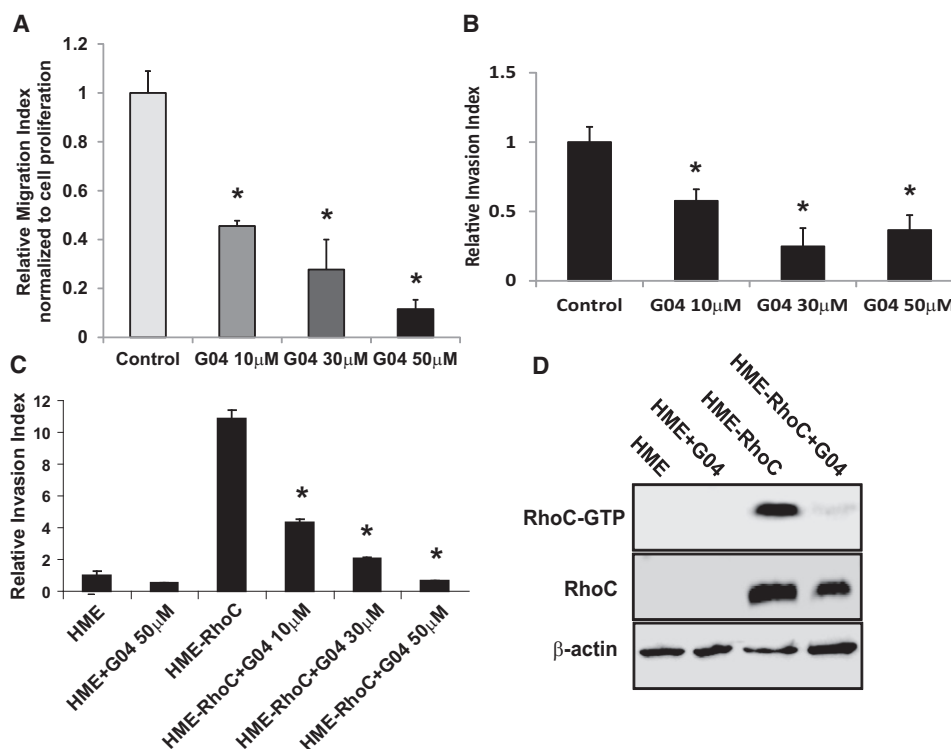 A
Relative Migration Index
normalized to cell proliferation
1.2
1
0.8
0.6
0.4
0.2
0
*
*
*
Control
G04 10μM
G04 30μM
G04 50μM
B
Relative Invasion Index
1.5
1
0.5
0
*
*
*
Control
G04 10μM
G04 30μM
G04 50μM
C
Relative Invasion Index
12
10
8
6
4
2
0
*
*
*
HME
HME+G04 50μM
HME-RhoC
HME-RhoC+G04 10μM
HME-RhoC+G04 30μM
HME-RhoC+G04 50μM
D
HME
HME+G04
HME-RhoC
HME-RhoC+G04
RhoC-GTP
RhoC
β-actin